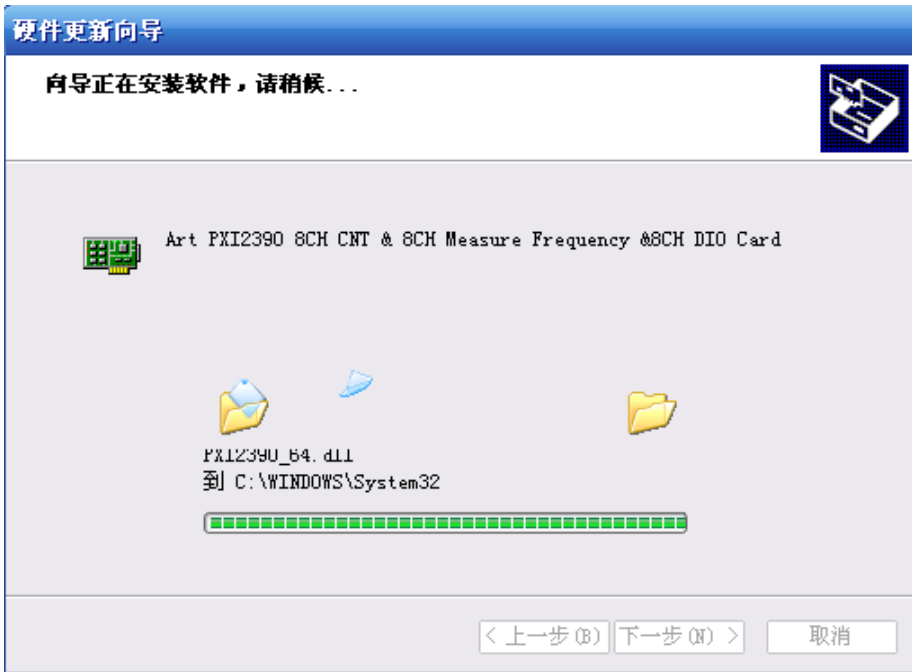 硬件更新向导
向导正在安装软件，请稍候...
Art PXI2390 8CH CNT & 8CH Measure Frequency &8CH DIO Card
PXI2390_64.dll
到 C:\WINDOWS\System32
< 上一步(B) 下一步(N) > 取消